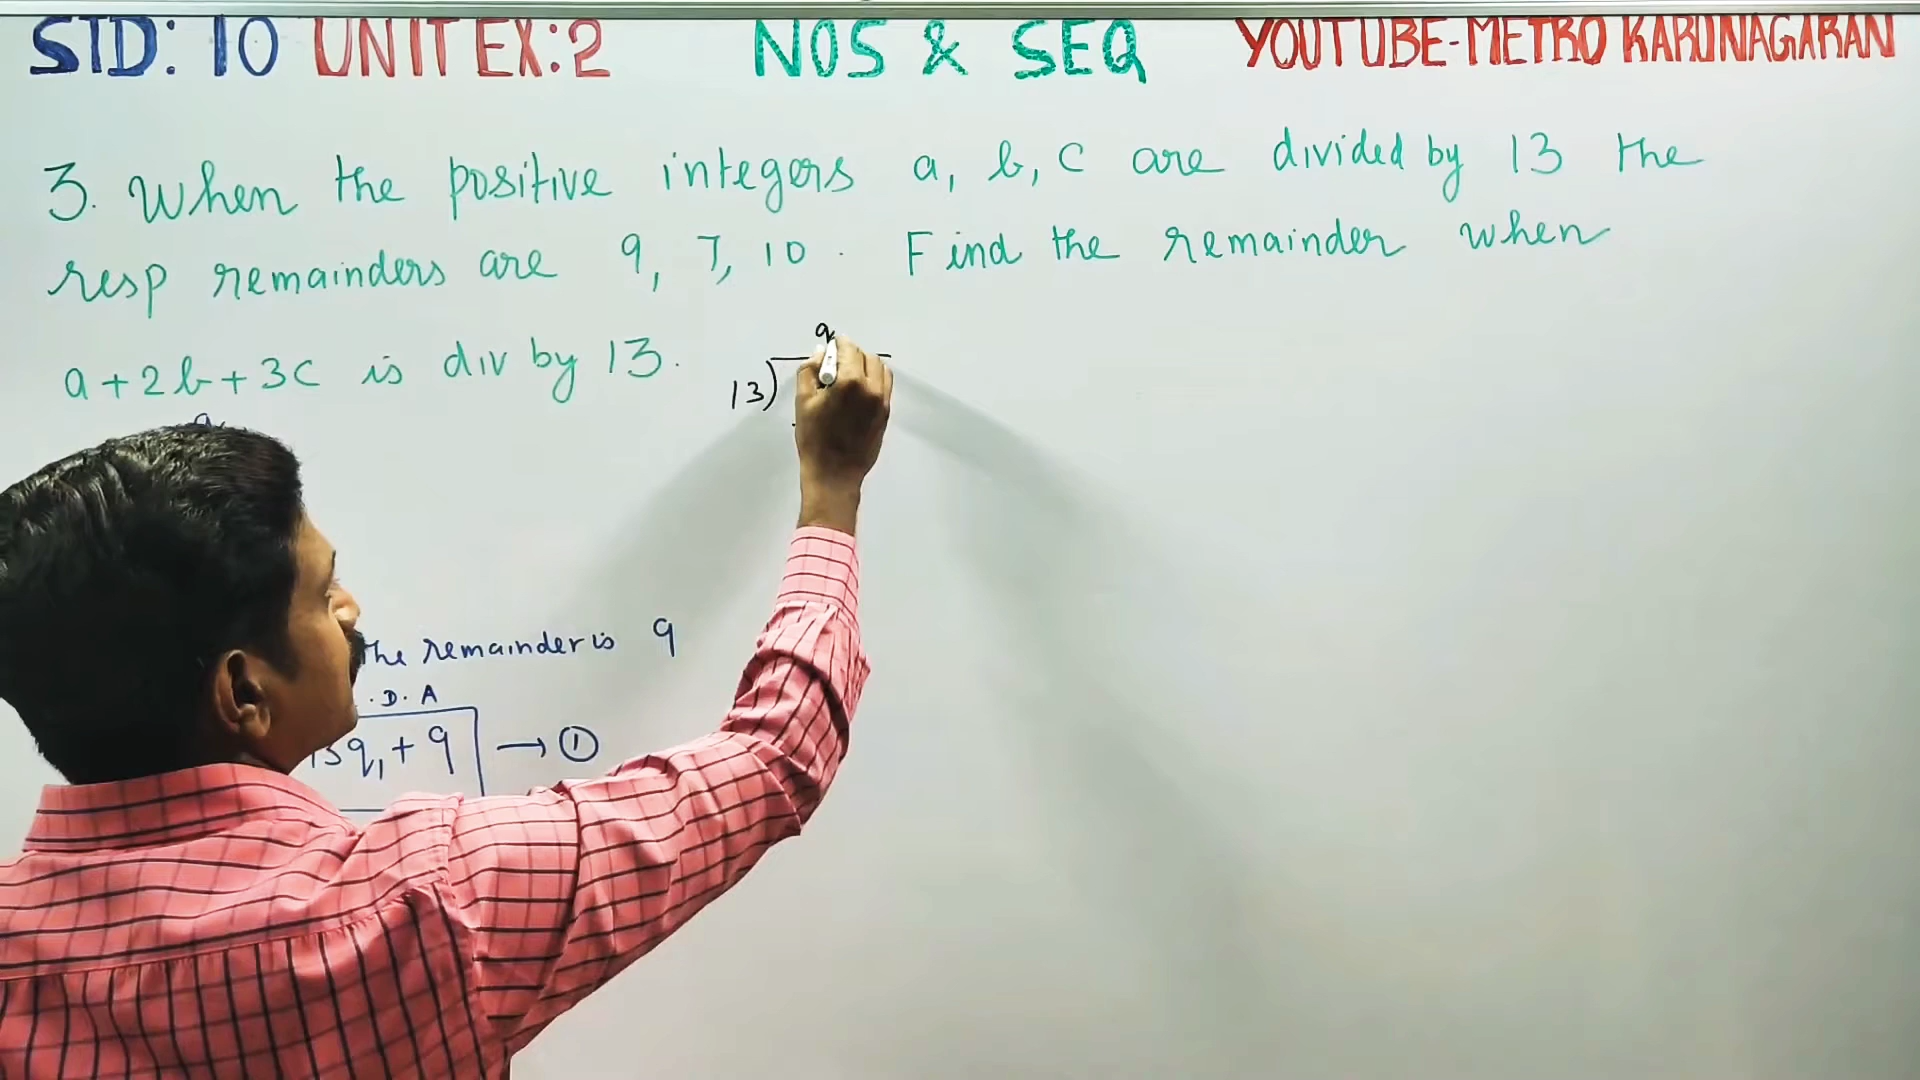 STD: 10 UNIT EX:2 NOS & SEQ YOUTUBE-METRO KARUNAGARAN
3. When the positive integers a, b, c are divided by 13 the
resp remainders are 9, 7, 10. Find the remainder when
a+2b+3c is div by 13.
q
13)
q
the remainder is 9
.D.A
13q₁+9 → ①